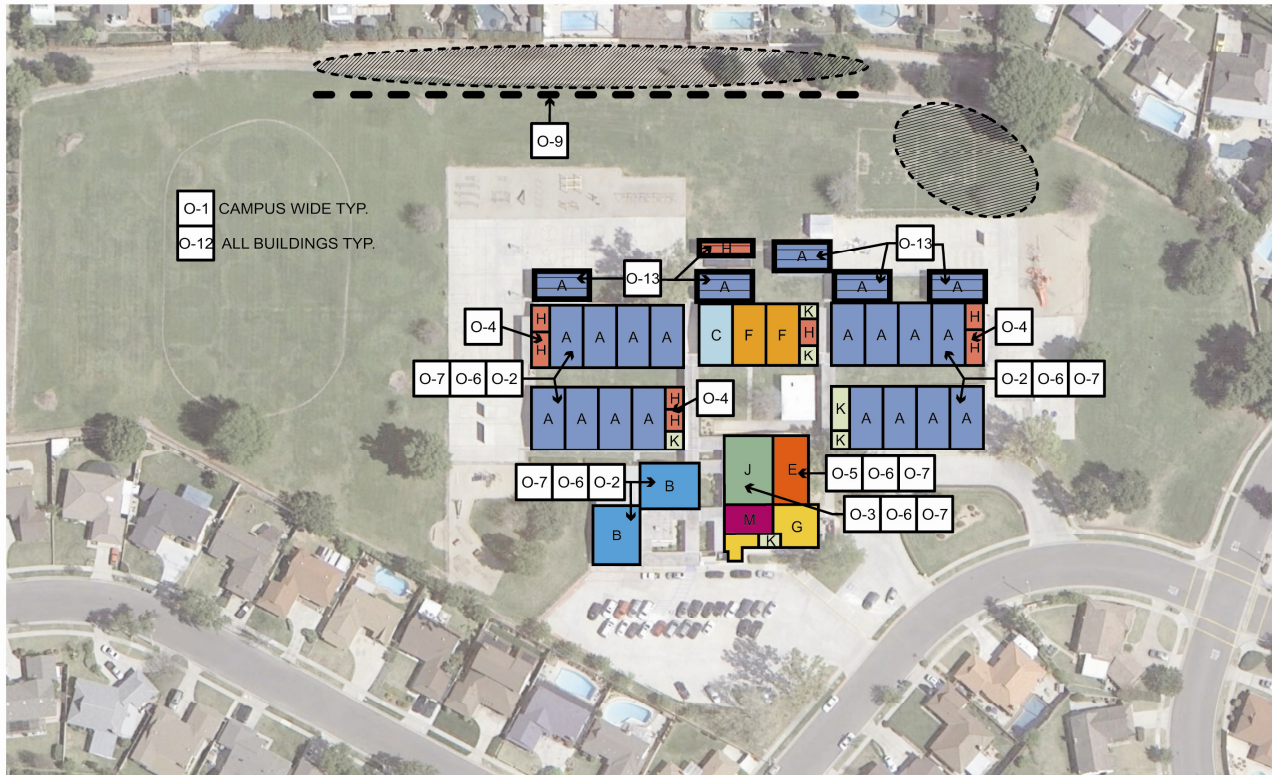 O-9
O-1 CAMPUS WIDE TYP.
O-12 ALL BUILDINGS TYP.
H
A
O-13
O-13
A
A
A
A
O-4
H
H
A
A
A
A
C
F
F
K
H
K
A
A
A
A
H
H
O-4
O-7 O-6 O-2
O-2 O-6 O-7
A
A
A
A
H
H
K
O-4
K
K
A
A
A
A
O-7 O-6 O-2
B
B
J
E
O-5 O-6 O-7
O-3 O-6 O-7
M
G
K